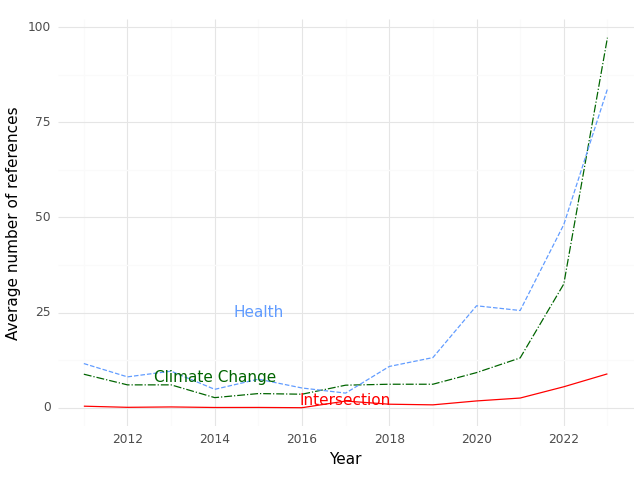 100
75
50
25
0
Average number of references
Health
Climate Change
Intersection
2012 2014 2016 2018 2020 2022
Year